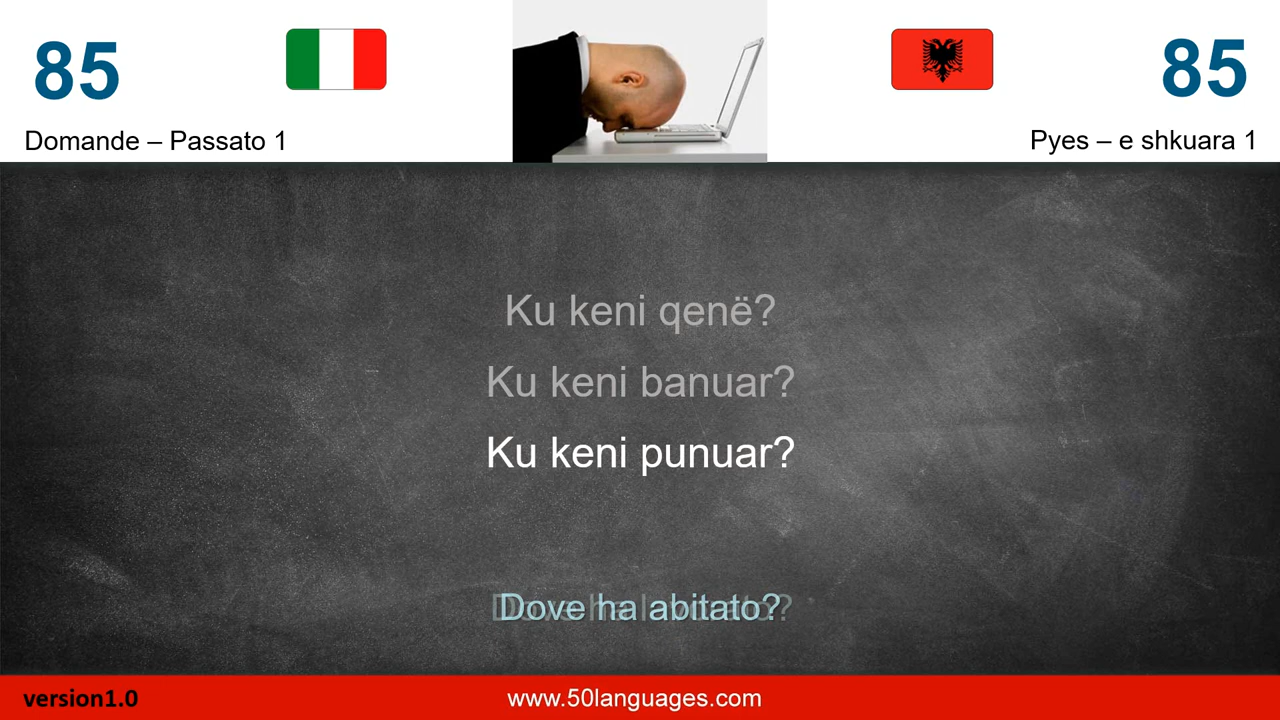 85
85
Domande – Passato 1
Pyes – e shkuara 1
Ku keni qenë?
Ku keni banuar?
Ku keni punuar?
Dove ha abitato?
version1.0
www.50languages.com